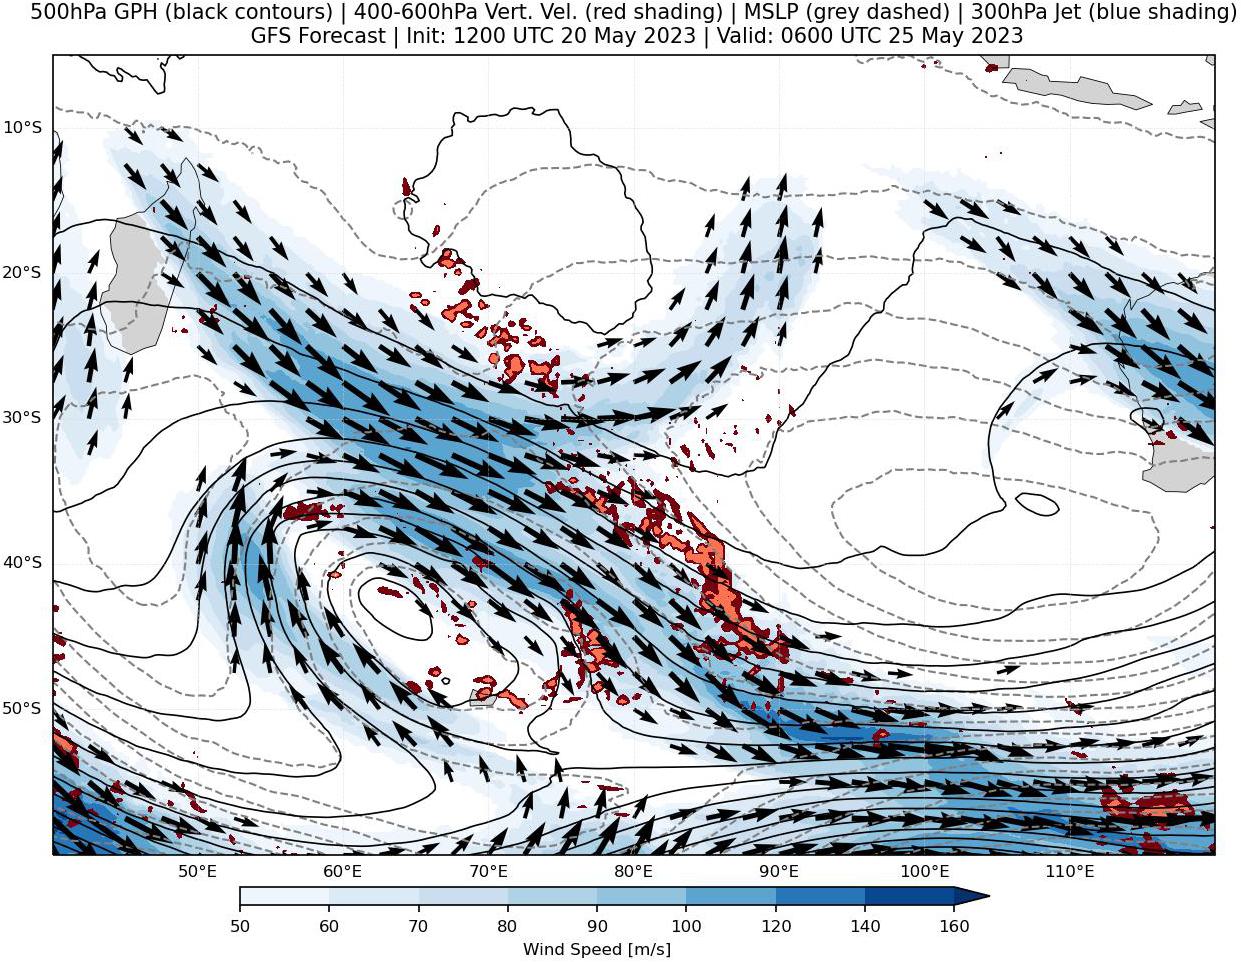 500hPa GPH (black contours) | 400-600hPa Vert. Vel. (red shading) | MSLP (grey dashed) | 300hPa Jet (blue shading)
GFS Forecast | Init: 1200 UTC 20 May 2023 | Valid: 0600 UTC 25 May 2023
10°S
20°S
30°S
40°S
50°S
50°E 60°E 70°E 80°E 90°E 100°E 110°E
50 60 70 80 90 100 120 140 160
Wind Speed [m/s]